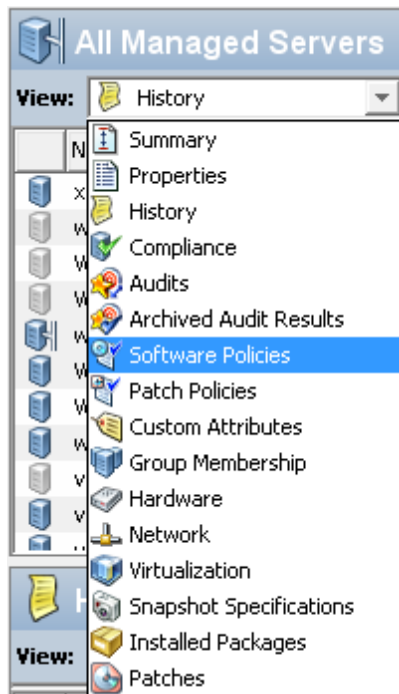 All Managed Servers
View: History
N
Summary
Properties
History
Compliance
Audits
Archived Audit Results
Software Policies
Patch Policies
Custom Attributes
Group Membership
Hardware
Network
Virtualization
Snapshot Specifications
Installed Packages
Patches
View: